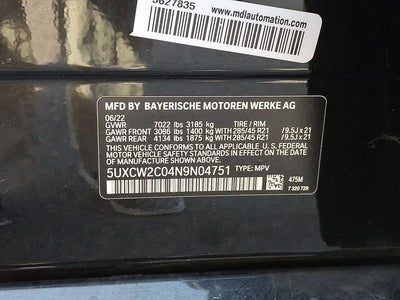 3627835
www.mdlautomation.com
MFD BY BAYERISCHE MOTOREN WERKE AG
06/22
GVWR 7022 lbs 3185 kg TIRE / RIM
GAWR FRONT 3086 lbs 1400 kg WITH 285/45 R21 /9.5J x 21
GAWR REAR 4134 lbs 1875 kg WITH 285/45 R21 /9.5J x 21
THIS VEHICLE CONFORMS TO ALL APPLICABLE U. S. FEDERAL
MOTOR VEHICLE SAFETY STANDARDS IN EFFECT ON THE DATE
OF MANUFACTURE SHOWN ABOVE.
5UXCW2C04N9N04751 TYPE: MPV
475M
7 320 729